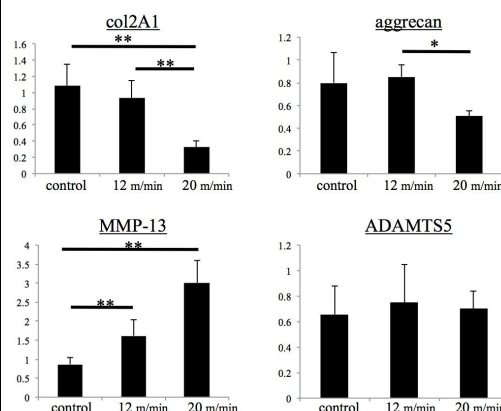 col2A1
**
**
1.6
1.4
1.2
1
0.8
0.6
0.4
0.2
0
control
12 m/min
20 m/min
aggrecan
*
1.2
1
0.8
0.6
0.4
0.2
0
control
12 m/min
20 m/min
MMP-13
**
**
4
3.5
3
2.5
2
1.5
1
0.5
0
control
12 m/min
20 m/min
ADAMTS5
1.2
1
0.8
0.6
0.4
0.2
0
control
12 m/min
20 m/min